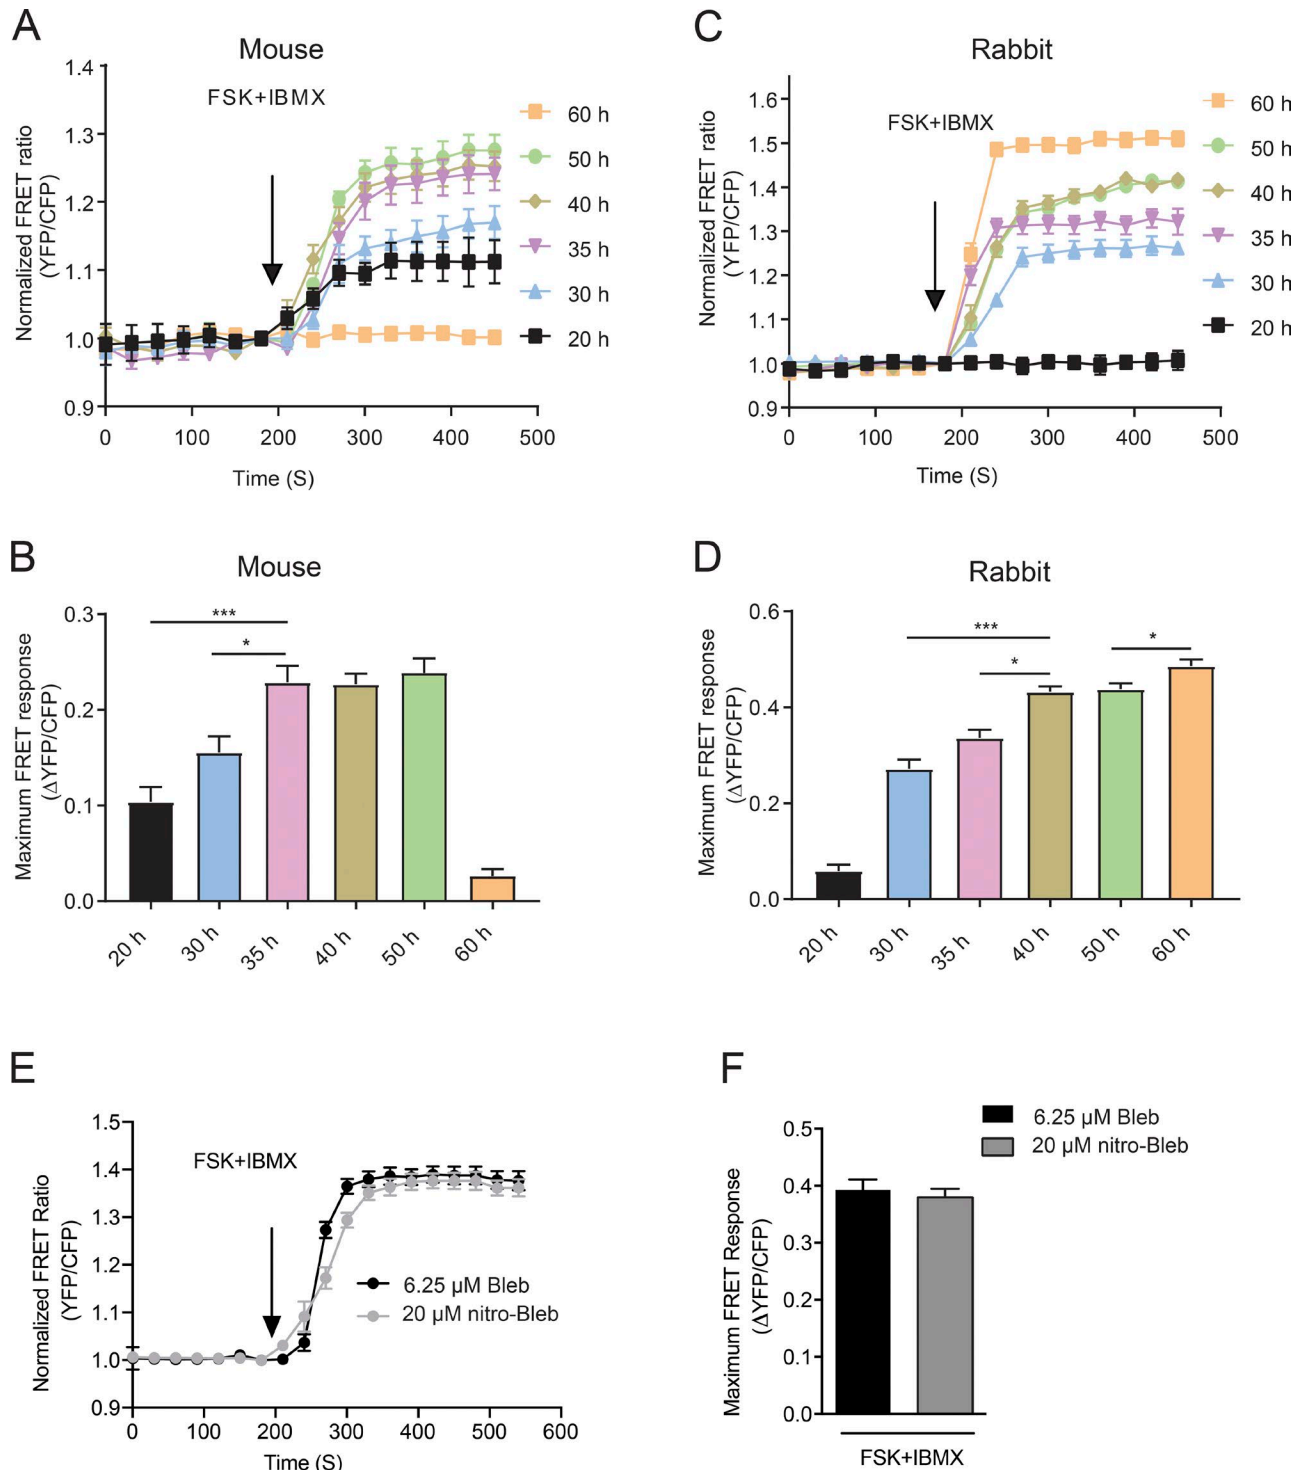 A
Mouse
FSK+IBMX
Normalized FRET ratio
(YFP/CFP)
1.4
1.3
1.2
1.1
1.0
0.9
0
100
200
300
400
500
Time (S)
60 h
50 h
40 h
35 h
30 h
20 h
C
Rabbit
FSK+IBMX
Normalized FRET ratio
(YFP/CFP)
1.6
1.5
1.4
1.3
1.2
1.1
1.0
0.9
0
100
200
300
400
500
Time (S)
60 h
50 h
40 h
35 h
30 h
20 h
B
Mouse
Maximum FRET response
(ΔYFP/CFP)
0.3
0.2
0.1
0.0
***
*
20 h
30 h
35 h
40 h
50 h
60 h
D
Rabbit
Maximum FRET response
(ΔYFP/CFP)
0.6
0.4
0.2
0.0
***
*
*
20 h
30 h
35 h
40 h
50 h
60 h
E
Normalized FRET Ratio
(YFP/CFP)
1.5
1.4
1.3
1.2
1.1
1.0
0.9
FSK+IBMX
6.25 μM Bleb
20 μM nitro-Bleb
0
100
200
300
400
500
600
Time (S)
F
6.25 μM Bleb
20 μM nitro-Bleb
Maximum FRET Response
(ΔYFP/CFP)
0.5
0.4
0.3
0.2
0.1
0.0
FSK+IBMX